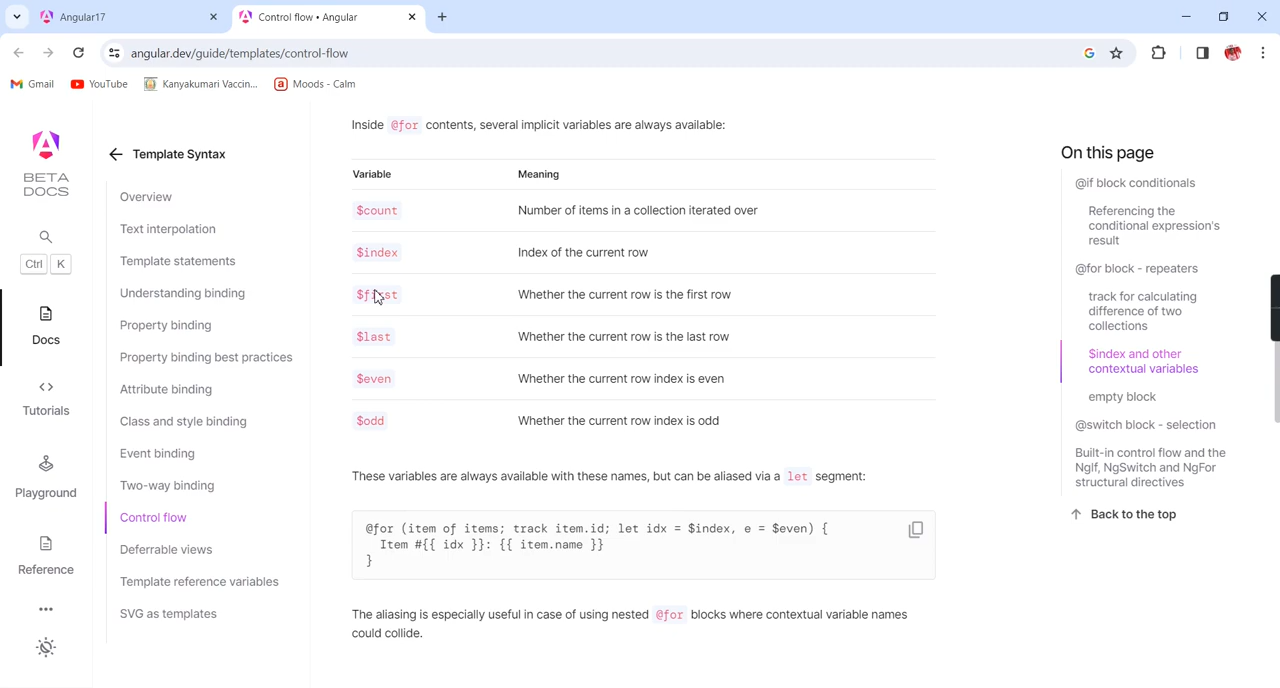 Angular17
Control flow • Angular
angular.dev/guide/templates/control-flow
Gmail
YouTube
Kanyakumari Vaccin...
Moods - Calm
BETA
DOCS
Ctrl K
Docs
Tutorials
Playground
Reference
Template Syntax
Overview
Text interpolation
Template statements
Understanding binding
Property binding
Property binding best practices
Attribute binding
Class and style binding
Event binding
Two-way binding
Control flow
Deferrable views
Template reference variables
SVG as templates
Inside @for contents, several implicit variables are always available:
Variable Meaning
$count Number of items in a collection iterated over
$index Index of the current row
$first Whether the current row is the first row
$last Whether the current row is the last row
$even Whether the current row index is even
$odd Whether the current row index is odd
These variables are always available with these names, but can be aliased via a let segment:
@for (item of items; track item.id; let idx = $index, e = $even) {
Item #{{ idx }}: {{ item.name }}
}
The aliasing is especially useful in case of using nested @for blocks where contextual variable names
could collide.
On this page
@if block conditionals
Referencing the
conditional expression's
result
@for block - repeaters
track for calculating
difference of two
collections
$index and other
contextual variables
empty block
@switch block - selection
Built-in control flow and the
NgIf, NgSwitch and NgFor
structural directives
Back to the top